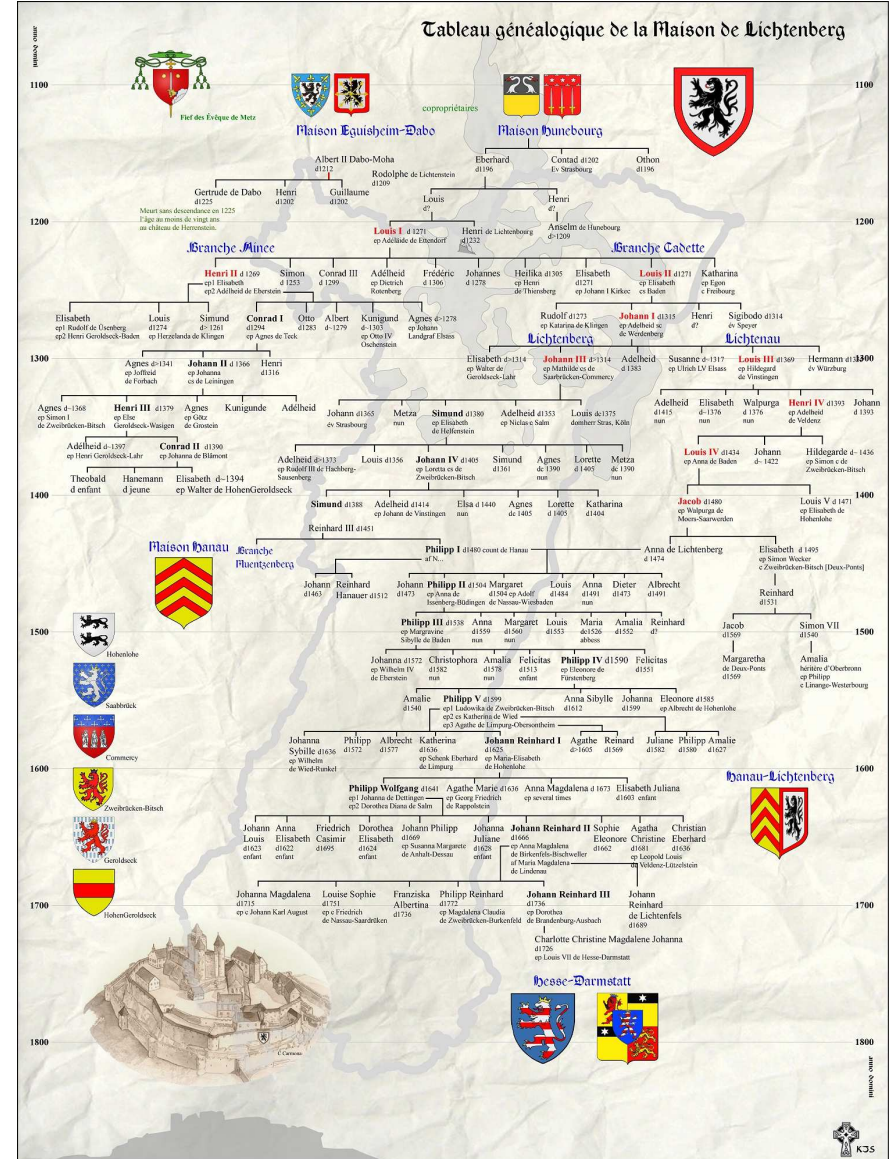 Tableau généalogique de la Maison de Lichtenberg
anno domini
1100
1100
Fief des Évêque de Metz
copropriétaires
Maison Eguisheim-Dabo
Maison Hunebourg
Albert II Dabo-Moha
d1212
Rodolphe de Lichtenstein
d1209
Eberhard
d1196
Contad d1202
Ev Strasbourg
Othon
d1196
Gertrude de Dabo
d1225
Henri
d1202
Guillaume
d1202
Meurt sans descendance en 1225
l'âge au moins de vingt ans
au château de Herrenstein.
Louis
d?
Henri
d?
1200
1200
Louis I d 1271
ep Adélaide de Ettendorf
Henri de Lichtenbourg
d1232
Anselm de Hunebourg
d>1209
Branche Ainee
Branche Cadette
Henri II d 1269
ep1 Elisabeth
ep2 Adélheid de Eberstein
Simon
d 1253
Conrad III
d 1299
Adélheid
ep Dietrich
Rotenberg
Frédéric
d 1306
Johannes
d 1278
Heilika d1305
ep Henri
de Thiersberg
Elisabeth
d1271
ep Johann I Kirkec
Louis II d1271
ep Elisabeth
cs Baden
Katharina
ep Egon
c Freibourg
Elisabeth
ep1 Rudolf de Üsenberg
ep2 Henri Geroldseck-Baden
Louis
d1274
ep Herzelanda de Klingen
Simund
d> 1261
Conrad I
d1294
ep Agnes de Teck
Otto
d1283
Albert
d~1279
Kunigund
d~1303
ep Otto IV
Oschenstein
Agnes d>1278
ep Johann
Landgraf Elsass
Rudolf d1273
ep Katarina de Klingen
Johann I d1315
ep Adelheid sc
de Werdenberg
Henri
d?
Sigibodo d1314
év Speyer
Lichtenberg
Lichtenau
1300
1300
Agnes d>1341
ep Joffreid
de Forbach
Johann II d 1366
ep Johanna
cs de Leiningen
Henri
d1316
Elisabeth d>1314
ep Walter de
Geroldseck-Lahr
Johann III d>1314
ep Mathilde cs de
Saarbrücken-Commercy
Adelheid
d 1383
Susanne d~1317
ep Ulrich LV Elsass
Louis III d1369
ep Hildegard
de Vinstingen
Hermann
év Würzburg
Agnes d~1368
ep Simon I
de Zweibrücken-Bitsch
Henri III d1379
ep Else
Geroldseck-Wasigen
Agnes
ep Götz
de Grostein
Kunigunde
Adélheid
Johann d1365
év Strasbourg
Metza
nun
Simund d1380
ep Elisabeth
de Helfenstein
Adelheid d1353
ep Niclas c Salm
Louis de1375
domherr Stras, Köln
Adelheid
d1415
nun
Elisabeth
d~1376
nun
Walpurga
d 1376
nun
Henri IV d1393
ep Adelheid
de Veldenz
Johann
d 1393
Adélheid d~1397
ep Henri Geroldseck-Lahr
Conrad II d1390
ep Johanna de Blâmont
Adelheid d>1373
ep Rudolf III de Hachberg-
Sausenberg
Louis d1356
Johann IV d1405
ep Loretta cs de
Zweibrücken-Bitsch
Simund
d1361
Agnes
de 1390
nun
Lorette
d 1405
Metza
de 1390
nun
Louis IV d1434
ep Anna de Baden
Johann
d~ 1422
Hildegarde d~ 1436
ep Simon c de
Zweibrücken-Bitsch
Theobald
d enfant
Hanemann
d jeune
Elisabeth d~1394
ep Walter de HohenGeroldseck
1400
1400
Simund d1388
Adelheid d1414
ep Johann de Vinstingen
Elsa d 1440
nun
Agnes
de 1405
Lorette
d 1405
Katharina
d1404
Jacob d1480
ep Walpurga de
Moers-Saarwerden
Louis V d 1471
ep Elisabeth de
Hohenlohe
Reinhard III d1451
Maison Hanau
Branche
Muentzenberg
Philipp I d1480 count de Hanau
af N...
Anna de Lichtenberg
d 1474
Elisabeth d 1495
ep Simon Wecker
c Zweibrücken-Bitsch [Deux-Ponts]
Johann
d1463
Reinhard
Hanauer d1512
Johann
d1473
Philipp II d1504
ep Anna de
Issenberg-Büdingen
Margaret
d1504 ep Adolf
de Nassau-Wiesbaden
Louis
d1484
Anna
d1491
nun
Dieter
d1473
Albrecht
d1491
Reinhard
d1531
Philipp III d1538
ep Margravine
Sibylle de Baden
Anna
d1559
nun
Margaret
d1560
nun
Louis
d1553
Maria
de1526
abbess
Amalia
d1552
Reinhard
d?
Jacob
d1569
Simon VII
d1540
1500
1500
Hohenlohe
Johanna d1572
ep Wilhelm IV
de Eberstein
Christophora
d1582
nun
Amalia
d1578
nun
Felicitas
d1513
enfant
Philipp IV d1590
ep Eleonore de
Fürstenberg
Felicitas
d1551
Margaretha
de Deux-Ponts
d1569
Amalia
héritère d'Oberbronn
ep Philipp
c Linange-Westerbourg
Saabbrück
Amalie
d1540
Philipp V d1599
ep1 Ludowika de Zweibrücken-Bitsch
ep2 cs Katherina de Wied
ep3 Agathe de Limpurg-Obersontheim
Anna Sibylle
d1612
Johanna
d1599
Eleonore d1585
ep Albrecht de Hohenlohe
Commercy
Johanna
Sybille d1636
ep Wilhelm
de Wied-Runkel
Philipp
d1572
Albrecht
d1577
Katherina
d1636
ep Schenk Eberhard
de Limpurg
Johann Reinhard I
d1625
ep Maria-Elisabeth
de Hohenlohe
Agathe
d>1605
Reinard
d1569
Juliane
d1582
Philipp
d1580
Amalie
d1627
1600
1600
Zweibrücken-Bitsch
Hanau-Lichtenberg
Philipp Wolfgang d1641
ep1 Johanna de Oettingen
ep2 Dorothea Diana de Salm
Agathe Marie d1636
ep Georg Friedrich
de Rappolstein
Anna Magdalena d 1673
ep several times
Elisabeth Juliana
d1603 enfant
Geroldseck
Johann
Louis
d1623
enfant
Anna
Elisabeth
d1622
enfant
Friedrich
Casimir
d1695
Dorotea
Elisabeth
d1624
enfant
Johann Philipp
d1669
ep Susanna Margarete
de Anhalt-Dessau
Johanna
Juliane
d1628
enfant
Johann Reinhard II
d1666
ep Anna Magdalena
de Birkenfels-Bischweller
af Maria Magdalena
de Lindenau
Sophie
Eleonore
d1662
Agatha
Christine
d1681
ep Leopold Louis
de Veldenz-Lützelstein
Christian
Eberhard
d1636
HohenGeroldseck
1700
1700
Johanna Magdalena
d1715
ep c Johann Karl August
Louise Sophie
d1751
ep c Friedrich
de Nassau-Saardrüken
Franziska
Albertina
d1736
Philipp Reinhard
d1772
ep Magdalena Claudia
de Zweibrücken-Burkenfeld
Johann Reinhard III
d1736
ep Dorothea
de Brandenburg-Ausbach
Johann
Reinhard
de Lichtenfels
d1689
Charlotte Christine Magdalene Johanna
d1726
ep Louis VII de Hesse-Darmstatt
Hesse-Darmstatt
C Carmona
1800
1800
anno domini
KJS